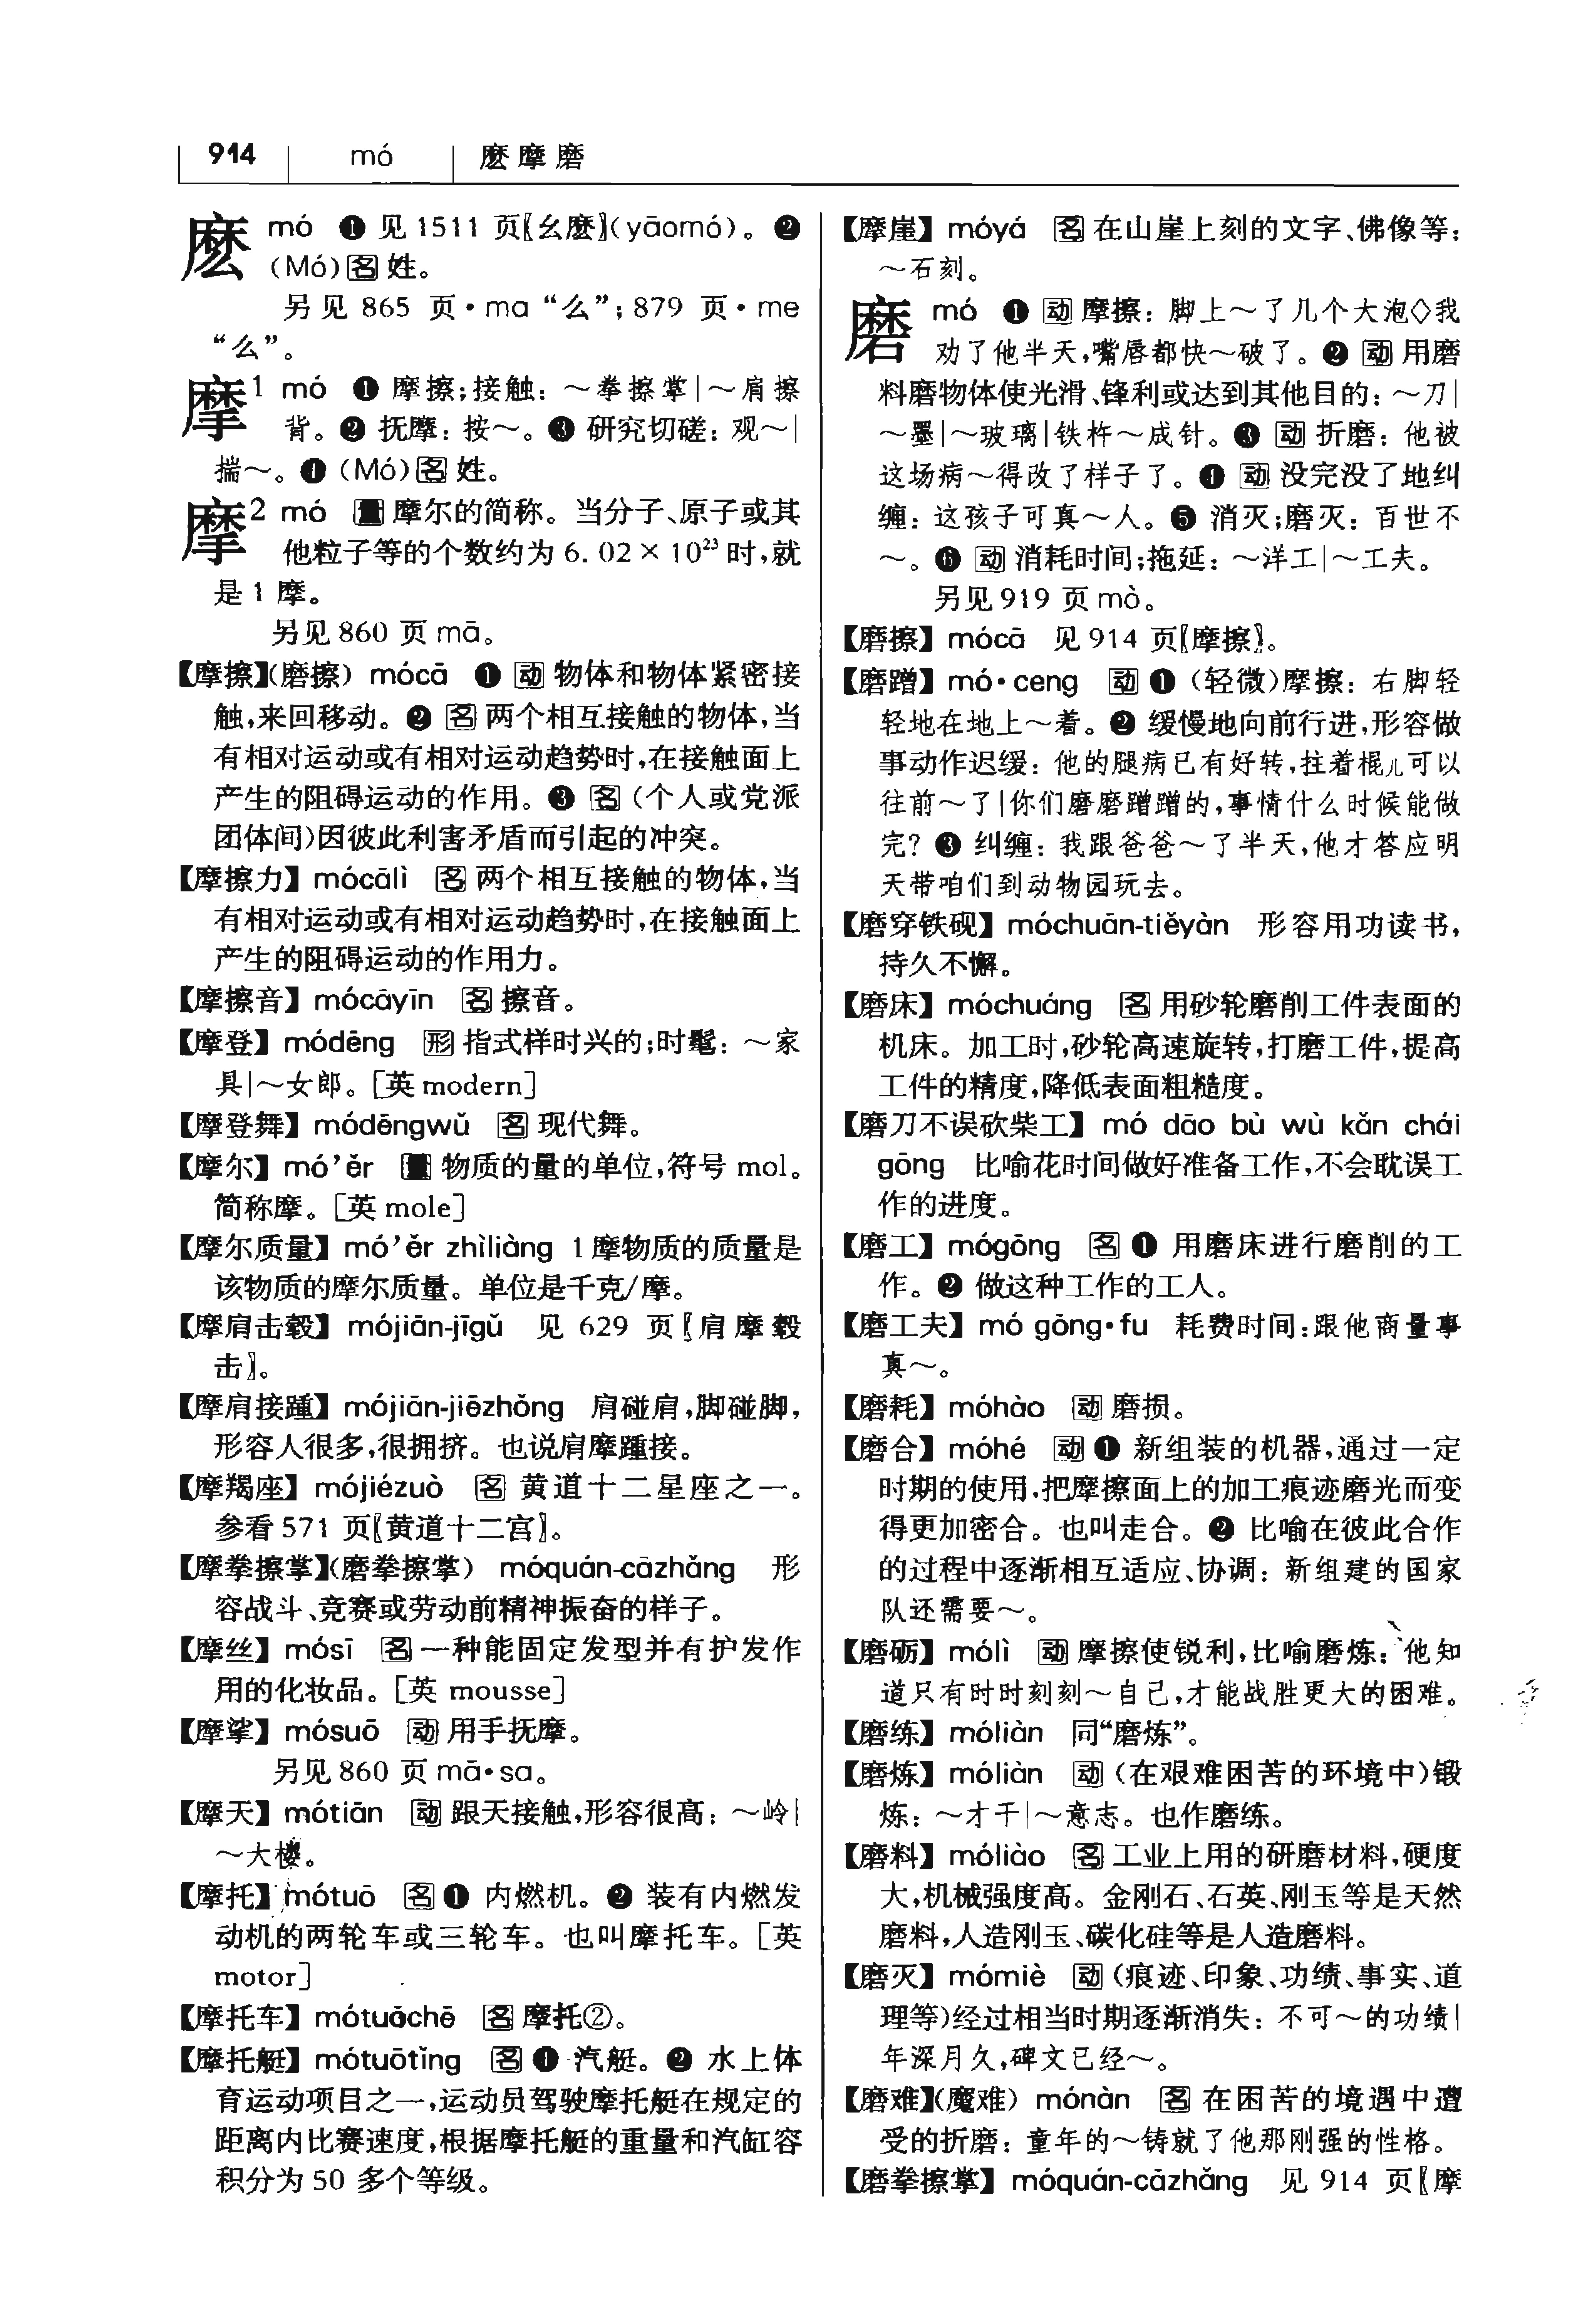 914 mó 麽 摩 磨
麽 mó ❶ 见1511 页〖幺麽〗(yāomó)。❷
(Mó)名 姓。
另见 865 页·ma“么”;879 页·me
“么”。
摩1 mó ❶ 摩擦;接触:~拳擦掌|~肩擦
背。❷ 抚摩:按~。❸ 研究切磋:观~|
揣~。❹ (Mó)名 姓。
摩2 mó 量 摩尔的简称。当分子、原子或其
他粒子等的个数约为 6.02×10²³ 时,就
是 1 摩。
另见 860 页 mā。
【摩擦】(磨擦) mócā ❶ 动 物体和物体紧密接
触,来回移动。❷ 名 两个相互接触的物体,当
有相对运动或有相对运动趋势时,在接触面上
产生的阻碍运动的作用。❸ 名 (个人或党派
团体间)因彼此利害矛盾而引起的冲突。
【摩擦力】 mócālì 名 两个相互接触的物体,当
有相对运动或有相对运动趋势时,在接触面上
产生的阻碍运动的作用力。
【摩擦音】 mócāyīn 名 擦音。
【摩登】 módēng 形 指式样时兴的;时髦:~家
具|~女郎。[英 modern]
【摩登舞】 módēngwǔ 名 现代舞。
【摩尔】 mó’ěr 量 物质的量的单位,符号 mol。
简称摩。[英 mole]
【摩尔质量】 mó’ěr zhìliàng 1 摩物质的质量是
该物质的摩尔质量。单位是千克/摩。
【摩肩击毂】 mójiān-jīgǔ 见 629 页〖肩摩毂
击〗。
【摩肩接踵】 mójiān-jiēzhǒng 肩碰肩,脚碰脚,
形容人很多,很拥挤。也说肩摩踵接。
【摩羯座】 mójiézuò 名 黄道十二星座之一。
参看 571 页〖黄道十二宫〗。
【摩拳擦掌】(磨拳擦掌) móquán-cāzhǎng 形
容战斗、竞赛或劳动前精神振奋的样子。
【摩丝】 mósī 名 一种能固定发型并有护发作
用的化妆品。[英 mousse]
【摩挲】 mósuō 动 用手抚摩。
另见 860 页 mā·sa。
【摩天】 mótiān 动 跟天接触,形容很高:~岭|
~大楼。
【摩托】 mótuō 名 ❶ 内燃机。❷ 装有内燃发
动机的两轮车或三轮车。也叫摩托车。[英
motor]
【摩托车】 mótuōchē 名 摩托②。
【摩托艇】 mótuōtǐng 名 ❶ 汽艇。❷ 水上体
育运动项目之一,运动员驾驶摩托艇在规定的
距离内比赛速度,根据摩托艇的重量和汽缸容
积分为 50 多个等级。
【摩崖】 móyá 名 在山崖上刻的文字、佛像等:
~石刻。
磨 mó ❶ 动 摩擦:脚上~了几个大泡◇我
劝了他半天,嘴唇都快~破了。❷ 动 用磨
料磨物体使光滑、锋利或达到其他目的:~刀|
~墨|~玻璃|铁杵~成针。❸ 动 折磨:他被
这场病~得改了样子了。❹ 动 没完没了地纠
缠:这孩子可真~人。❺ 消灭;磨灭:百世不
~。❻ 动 消耗时间;拖延:~洋工|~工夫。
另见 919 页 mò。
【磨擦】 mócā 见 914 页〖摩擦〗。
【磨蹭】 mó·ceng 动 ❶ (轻微)摩擦:右脚轻
轻地在地上~着。❷ 缓慢地向前行进,形容做
事动作迟缓:他的腿病已有好转,拄着棍儿可以
往前~了|你们磨磨蹭蹭的,事情什么时候能做
完? ❸ 纠缠:我跟爸爸~了半天,他才答应明
天带咱们到动物园玩去。
【磨穿铁砚】 móchuān-tiěyàn 形容用功读书,
持久不懈。
【磨床】 móchuáng 名 用砂轮磨削工件表面的
机床。加工时,砂轮高速旋转,打磨工件,提高
工件的精度,降低表面粗糙度。
【磨刀不误砍柴工】 mó dāo bù wù kǎn chái
gōng 比喻花时间做好准备工作,不会耽误工
作的进度。
【磨工】 mógōng 名 ❶ 用磨床进行磨削的工
作。❷ 做这种工作的工人。
【磨工夫】 mó gōng·fu 耗费时间:跟他商量事
真~。
【磨耗】 móhào 动 磨损。
【磨合】 móhé 动 ❶ 新组装的机器,通过一定
时期的使用,把摩擦面上的加工痕迹磨光而变
得更加密合。也叫走合。❷ 比喻在彼此合作
的过程中逐渐相互适应、协调:新组建的国家
队还需要~。
【磨砺】 mólì 动 摩擦使锐利,比喻磨炼:他知
道只有时时刻刻~自己,才能战胜更大的困难。
【磨练】 móliàn 同“磨炼”。
【磨炼】 móliàn 动 (在艰难困苦的环境中)锻
炼:~才干|~意志。也作磨练。
【磨料】 móliào 名 工业上用的研磨材料,硬度
大,机械强度高。金刚石、石英、刚玉等是天然
磨料,人造刚玉、碳化硅等是人造磨料。
【磨灭】 mómiè 动 (痕迹、印象、功绩、事实、道
理等)经过相当时期逐渐消失:不可~的功绩|
年深月久,碑文已经~。
【磨难】(魔难) mónàn 名 在困苦的境遇中遭
受的折磨:童年的~铸就了他那刚强的性格。
【磨拳擦掌】 móquán-cāzhǎng 见 914 页〖摩